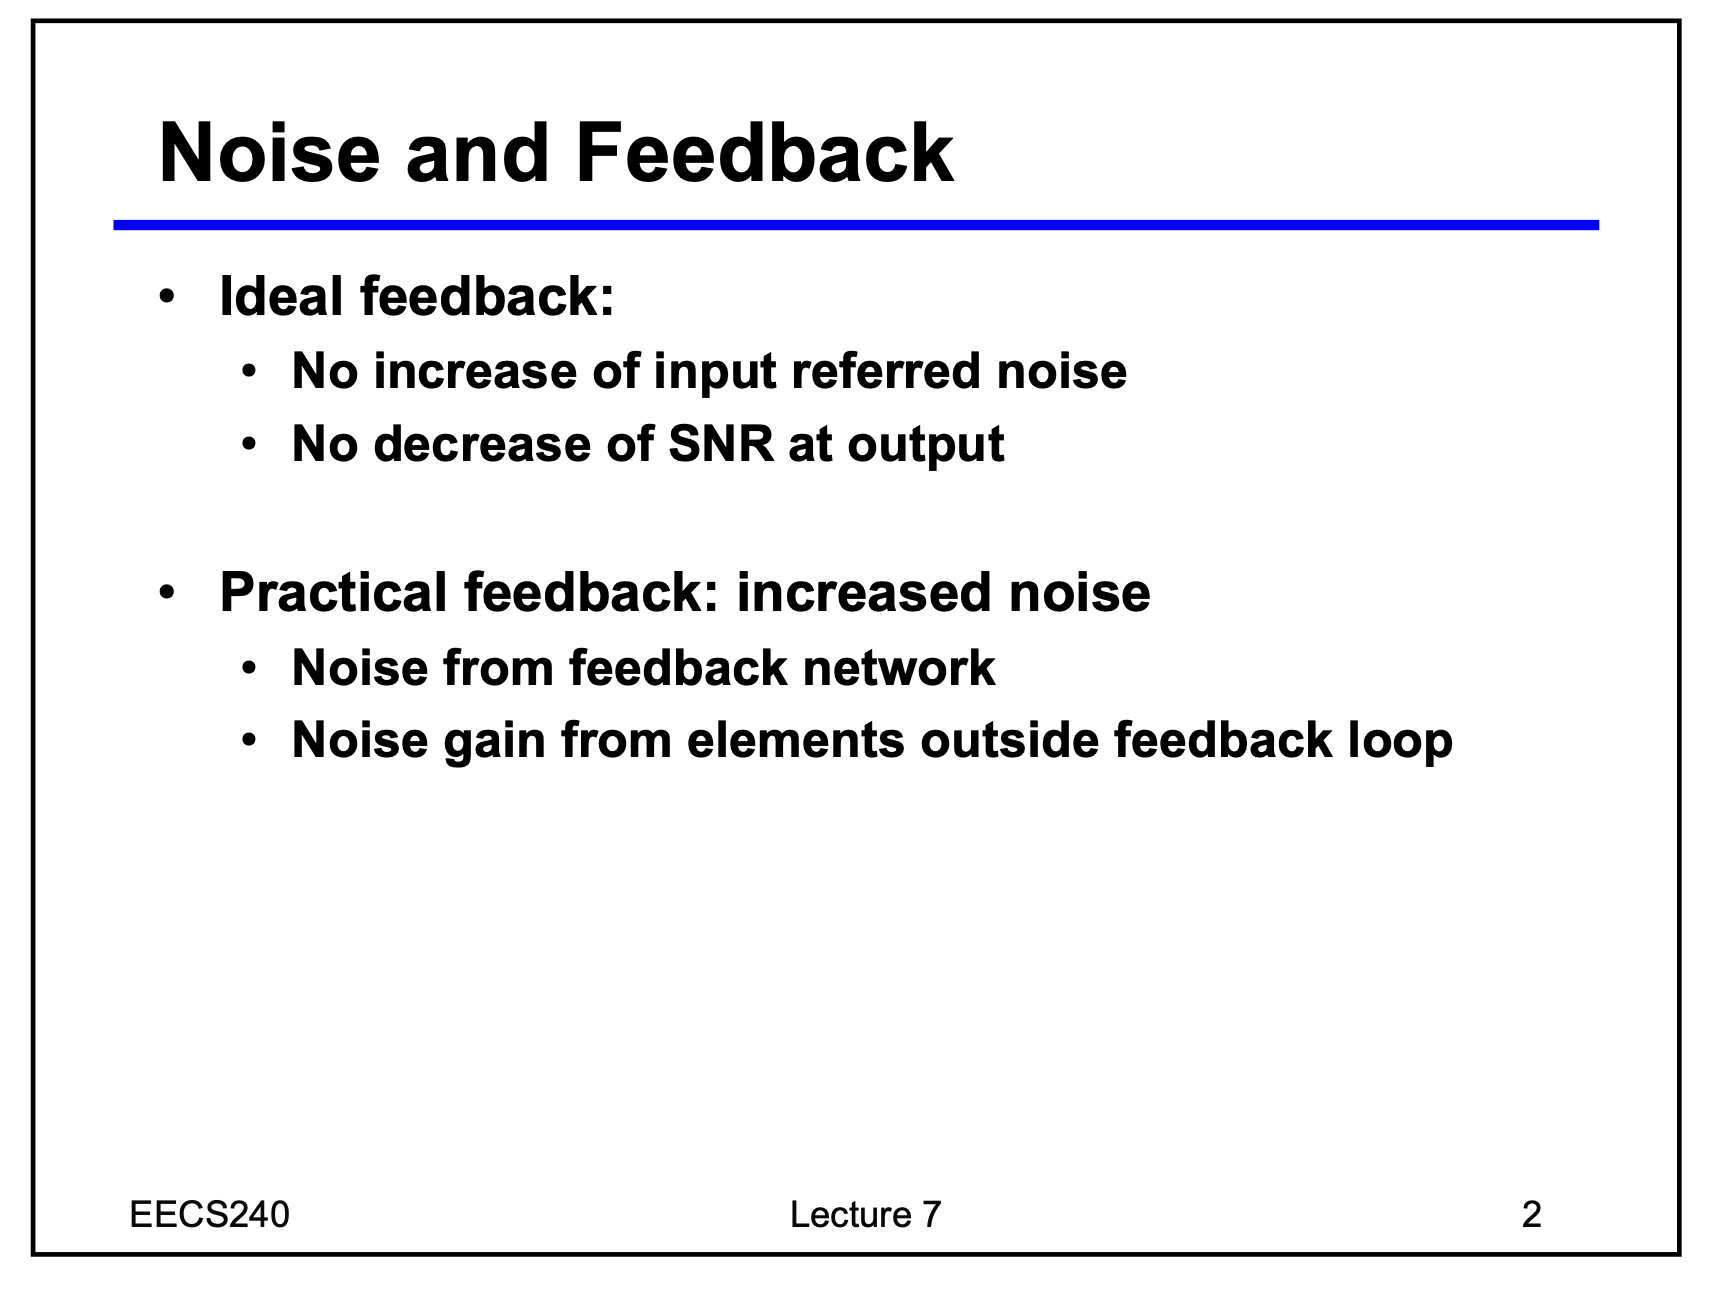 Noise and Feedback
• Ideal feedback:
• No increase of input referred noise
• No decrease of SNR at output
• Practical feedback: increased noise
• Noise from feedback network
• Noise gain from elements outside feedback loop
EECS240
Lecture 7
2